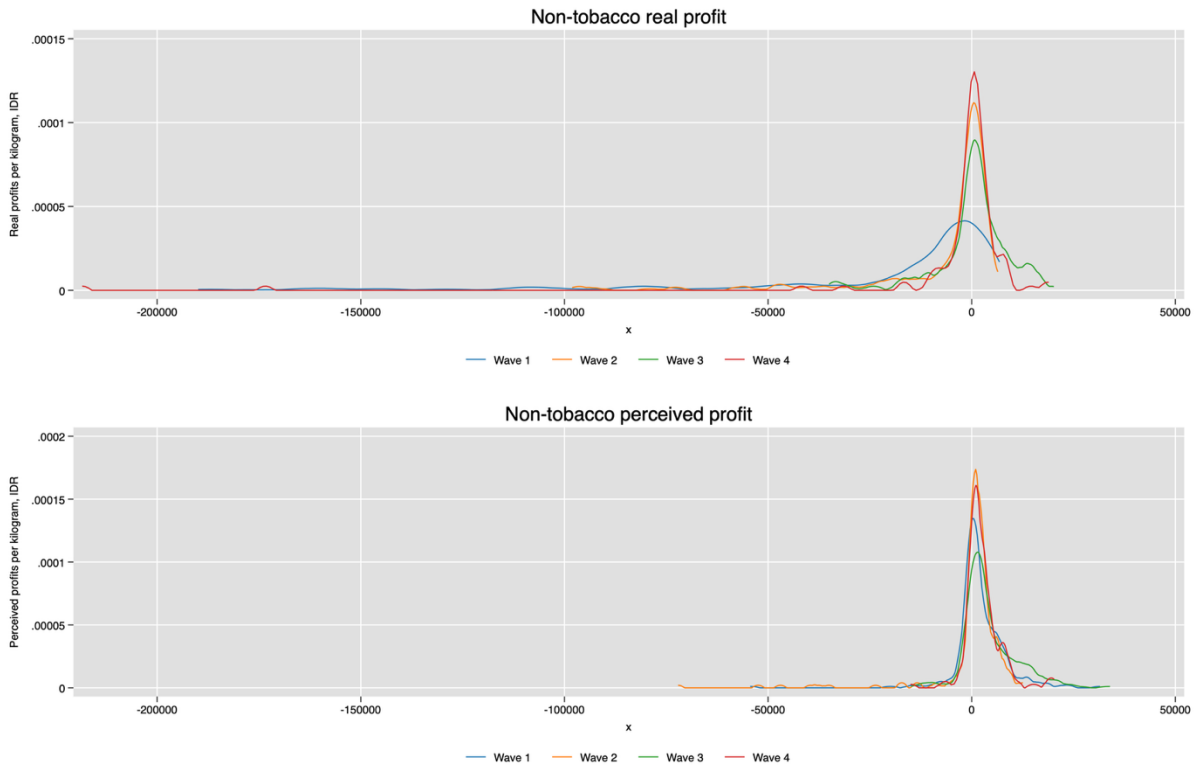 Non-tobacco real profit
Real profits per kilogram, IDR
.00015
.0001
.00005
0
-200000 -150000 -100000 -50000 0 50000
x
Wave 1 Wave 2 Wave 3 Wave 4
Non-tobacco perceived profit
Perceived profits per kilogram, IDR
.0002
.00015
.0001
.00005
0
-200000 -150000 -100000 -50000 0 50000
x
Wave 1 Wave 2 Wave 3 Wave 4